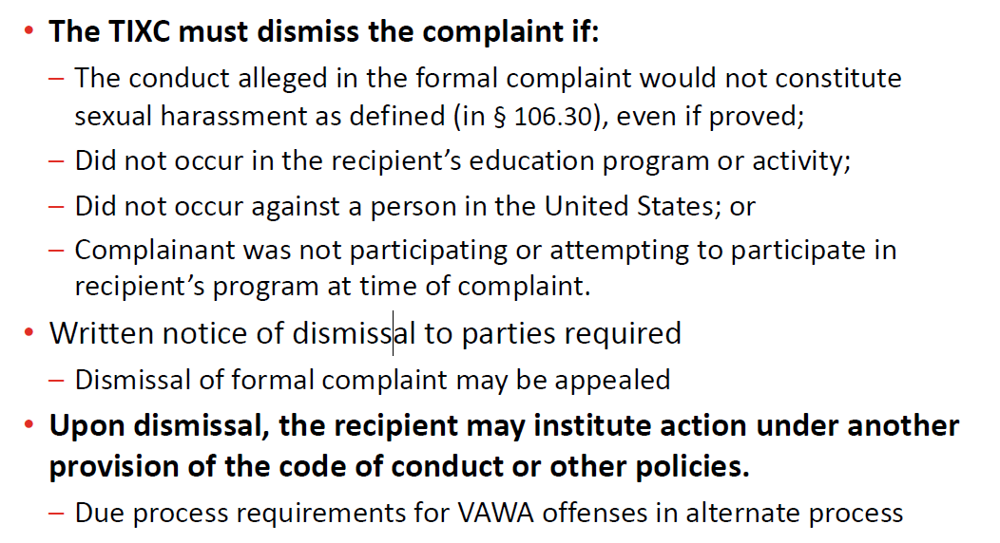 • The TIXC must dismiss the complaint if:
– The conduct alleged in the formal complaint would not constitute
sexual harassment as defined (in § 106.30), even if proved;
– Did not occur in the recipient’s education program or activity;
– Did not occur against a person in the United States; or
– Complainant was not participating or attempting to participate in
recipient’s program at time of complaint.
• Written notice of dismissal to parties required
– Dismissal of formal complaint may be appealed
• Upon dismissal, the recipient may institute action under another
provision of the code of conduct or other policies.
– Due process requirements for VAWA offenses in alternate process